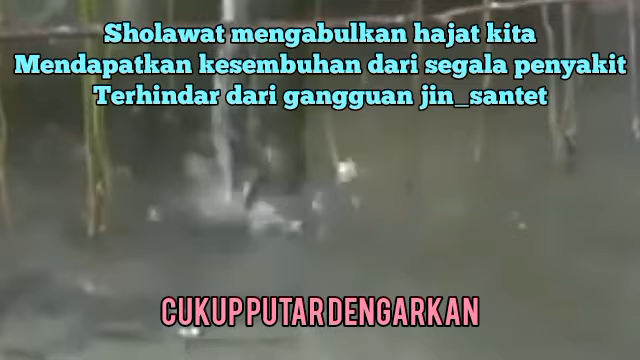 Sholawat mengabulkan hajat kita
Mendapatkan kesembuhan dari segala penyakit
Terhindar dari gangguan jin_santet
CUKUP PUTAR DENGARKAN